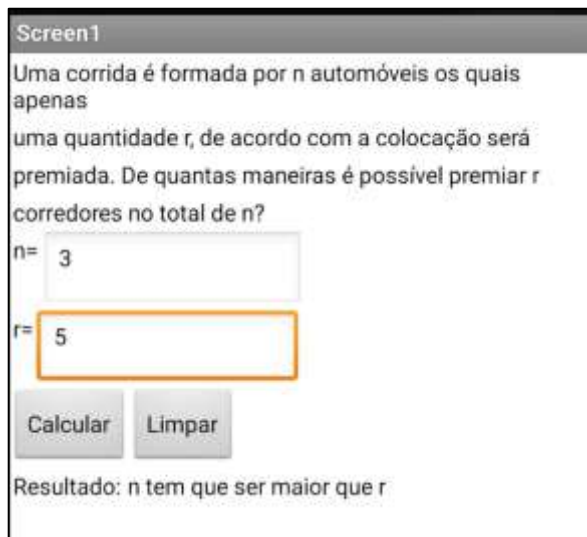 Screen1
Uma corrida é formada por n automóveis os quais
apenas
uma quantidade r, de acordo com a colocação será
premiada. De quantas maneiras é possível premiar r
corredores no total de n?
n= 3
r= 5
Calcular Limpar
Resultado: n tem que ser maior que r